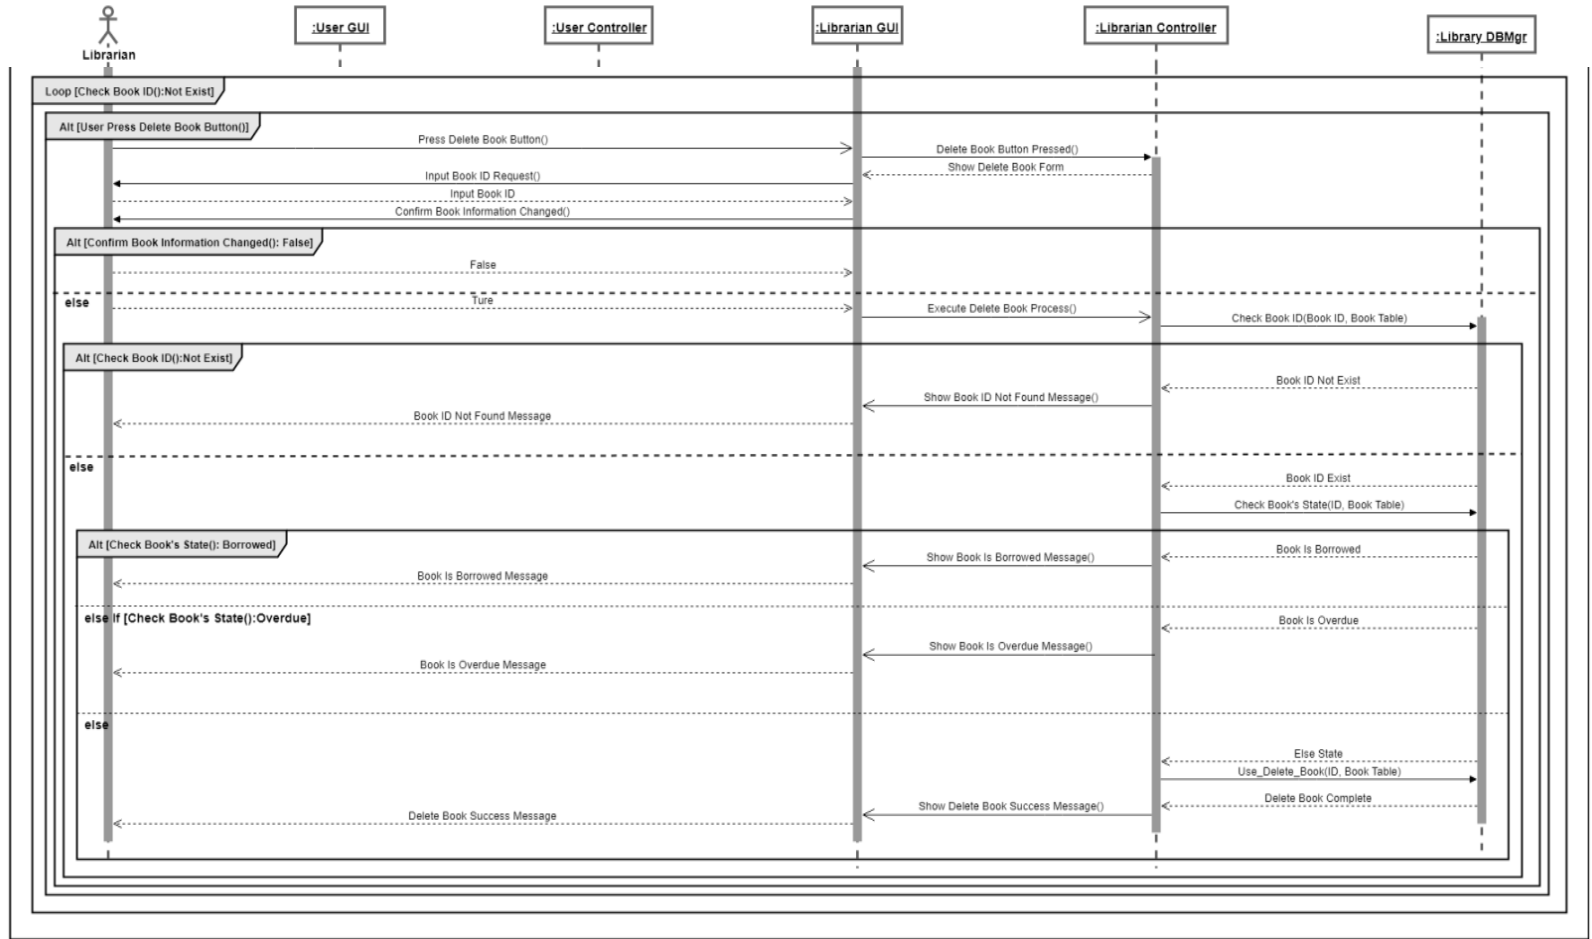 :User GUI
:User Controller
:Librarian GUI
:Librarian Controller
:Library DBMgr
Librarian
Loop [Check Book ID():Not Exist]
Alt [User Press Delete Book Button()]
Press Delete Book Button()
Delete Book Button Pressed()
Show Delete Book Form
Input Book ID Request()
Input Book ID
Confirm Book Information Changed()
Alt [Confirm Book Information Changed(): False]
False
else
Ture
Execute Delete Book Process()
Check Book ID(Book ID, Book Table)
Alt [Check Book ID():Not Exist]
Book ID Not Exist
Show Book ID Not Found Message()
Book ID Not Found Message
else
Book ID Exist
Check Book's State(ID, Book Table)
Alt [Check Book's State(): Borrowed]
Book Is Borrowed
Show Book Is Borrowed Message()
Book Is Borrowed Message
else If [Check Book's State():Overdue]
Book Is Overdue
Show Book Is Overdue Message()
Book Is Overdue Message
else
Else State
Use_Delete_Book(ID, Book Table)
Delete Book Complete
Show Delete Book Success Message()
Delete Book Success Message